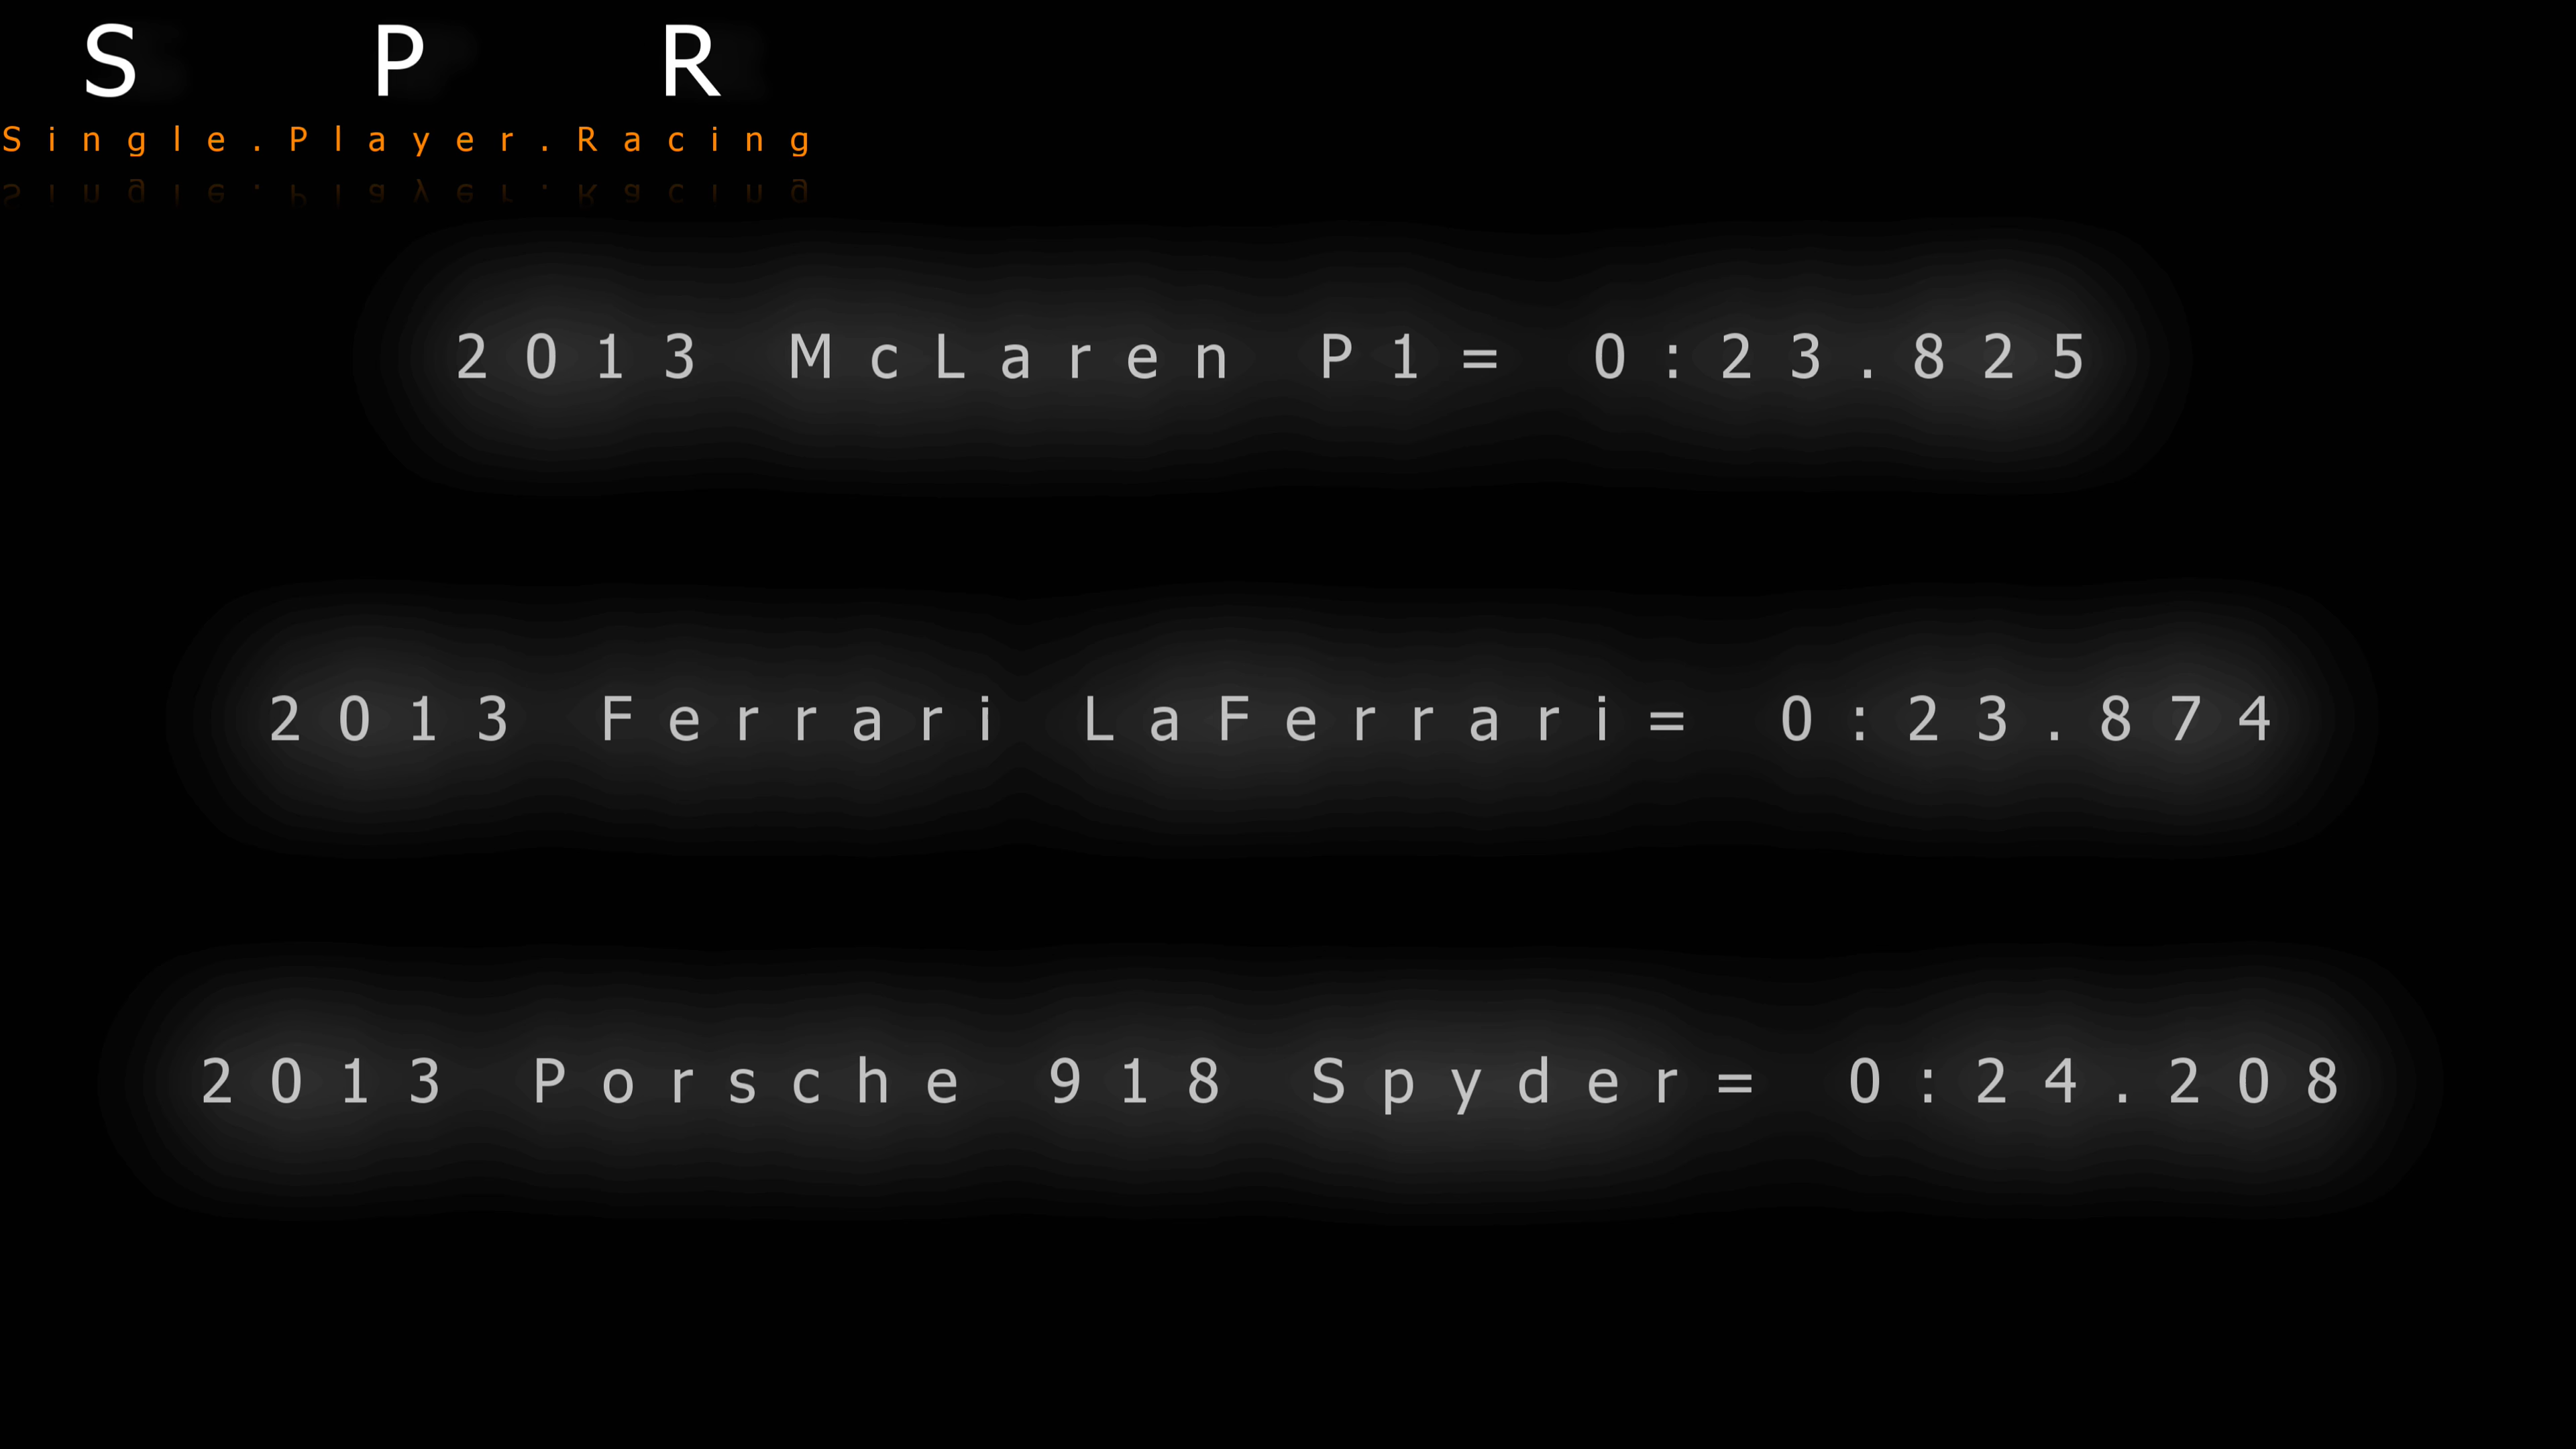 S P R
Single.Player.Racing
2013 McLaren P1= 0:23.825
2013 Ferrari LaFerrari= 0:23.874
2013 Porsche 918 Spyder= 0:24.208